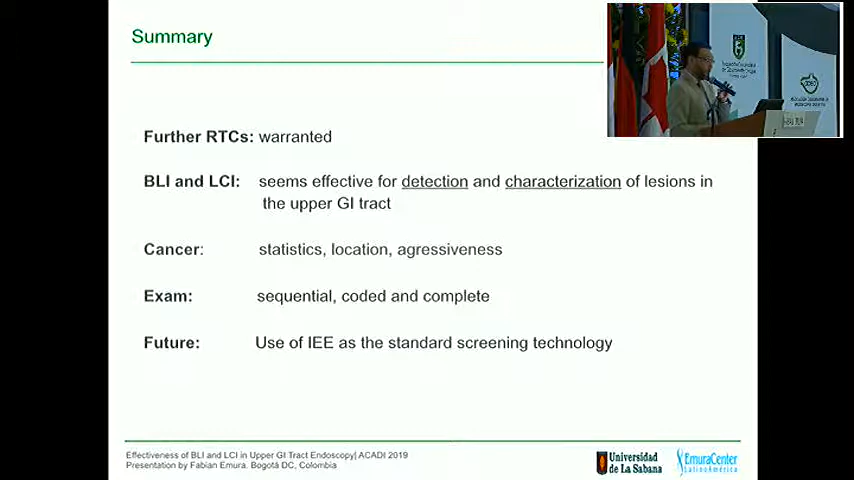 Summary
Further RTCs: warranted
BLI and LCI: seems effective for detection and characterization of lesions in
the upper GI tract
Cancer: statistics, location, agressiveness
Exam: sequential, coded and complete
Future: Use of IEE as the standard screening technology
Effectiveness of BLI and LCI in Upper GI Tract Endoscopy| ACADI 2019
Presentation by Fabian Emura. Bogotá DC, Colombia
Universidad
de La Sabana
EmuraCenter
LatinoAmérica